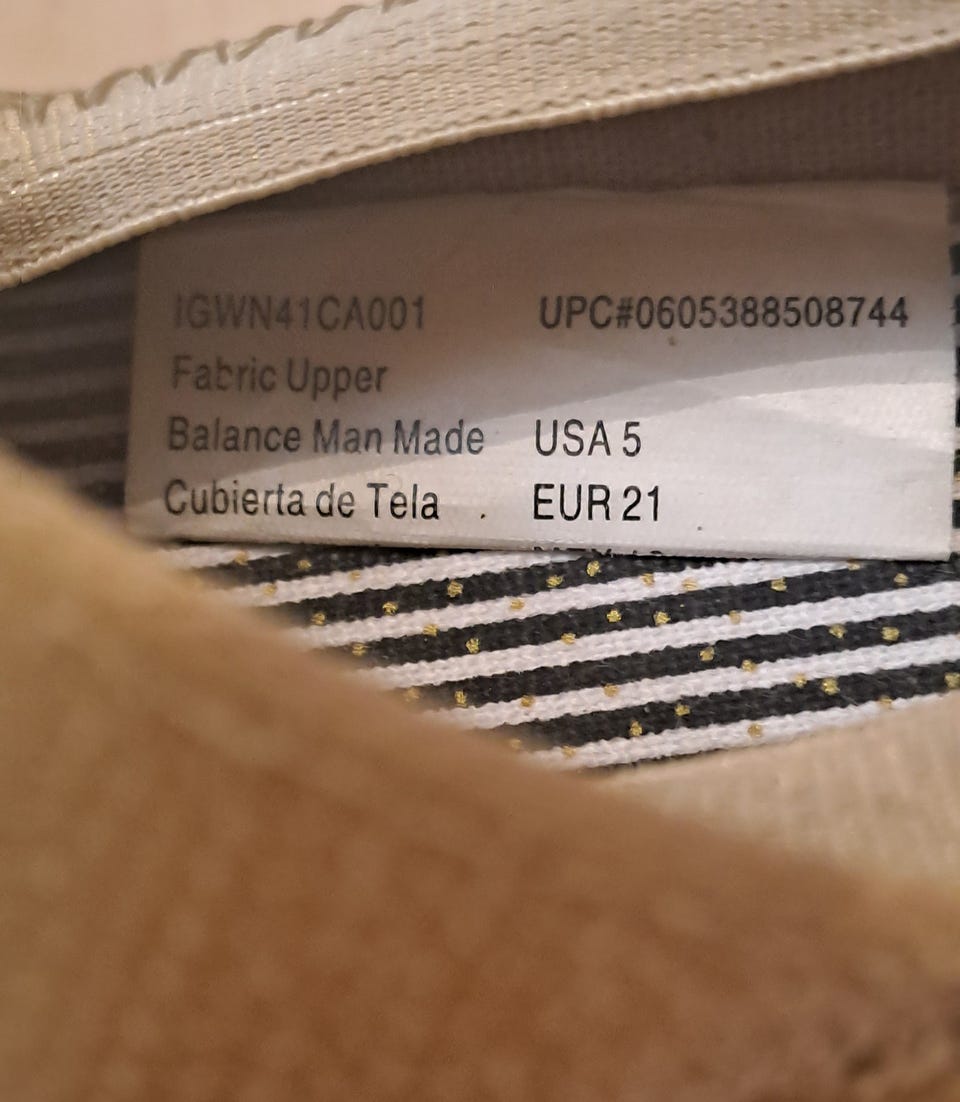 IGWN41CA001 UPC#0605388508744
Fabric Upper
Balance Man Made USA 5
Cubierta de Tela EUR 21